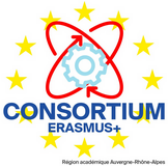 CONSORTIUM
ERASMUS+
Région académique Auvergne-Rhône-Alpes